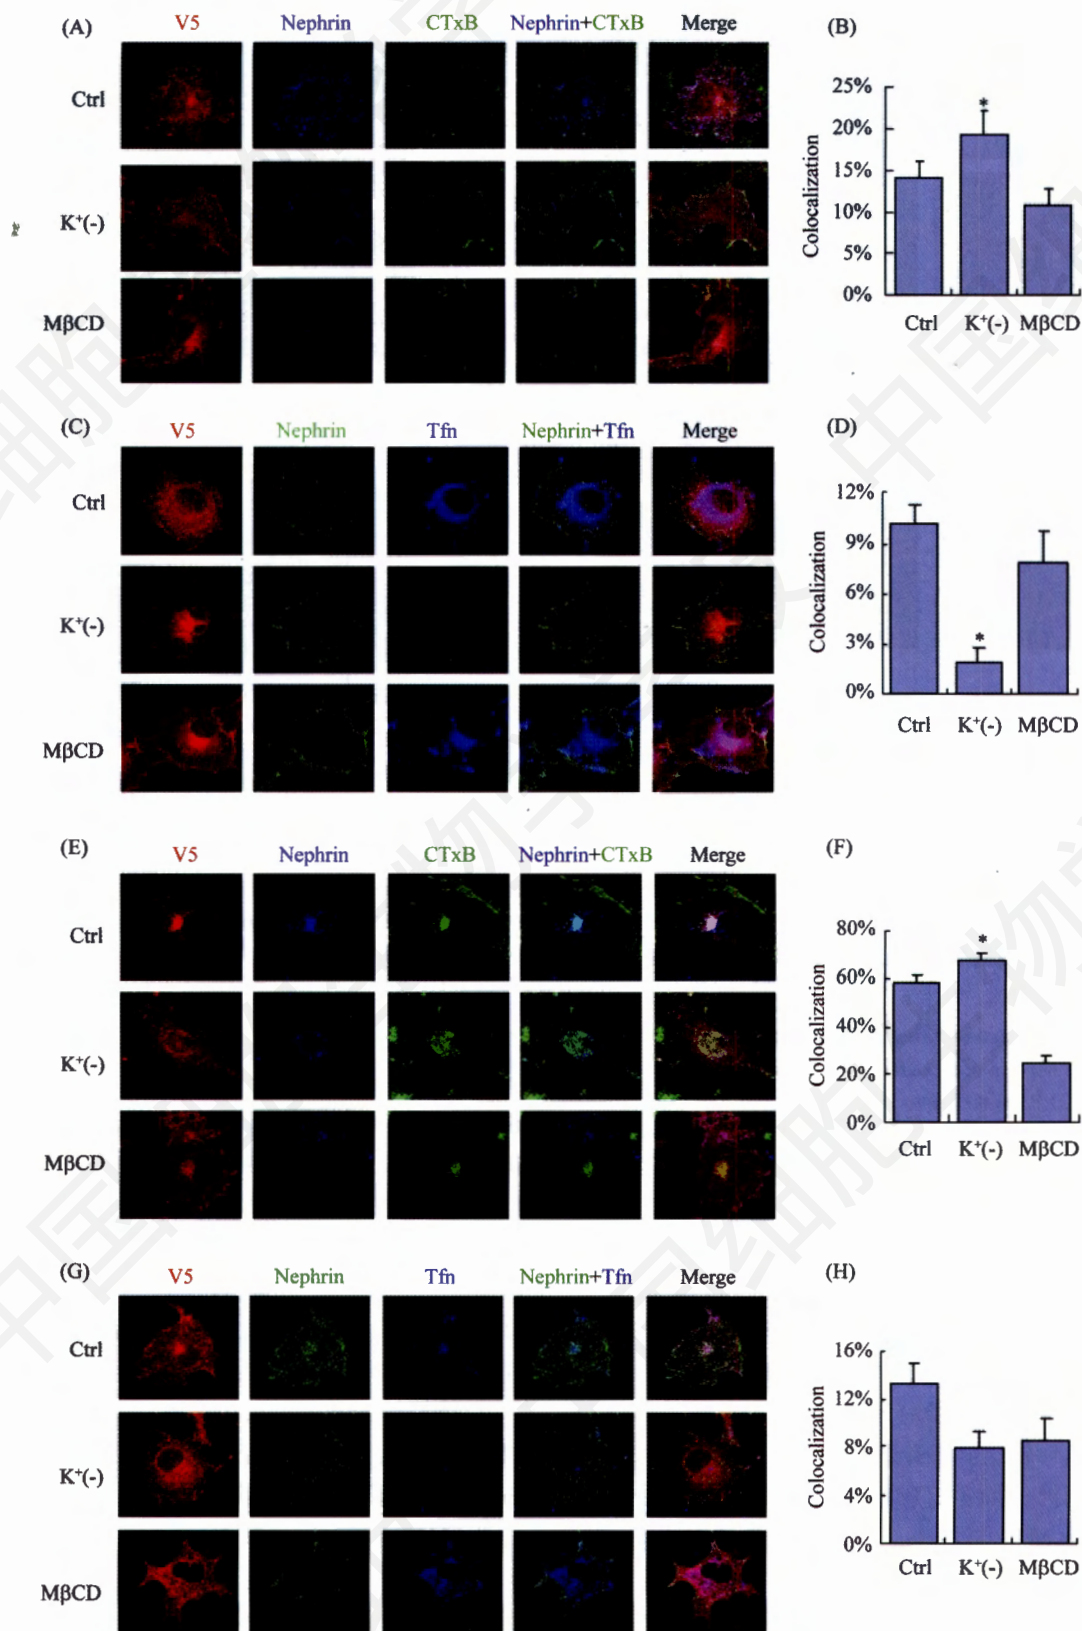 (A) V5 Nephrin CTxB Nephrin+CTxB Merge
Ctrl
K⁺(-)
MβCD
(B)
25%
20%
15%
10%
5%
0%
Colocalization
*
Ctrl K⁺(-) MβCD
(C) V5 Nephrin Tfn Nephrin+Tfn Merge
Ctrl
K⁺(-)
MβCD
(D)
12%
9%
6%
3%
0%
Colocalization
*
Ctrl K⁺(-) MβCD
(E) V5 Nephrin CTxB Nephrin+CTxB Merge
Ctrl
K⁺(-)
MβCD
(F)
80%
60%
40%
20%
0%
Colocalization
*
Ctrl K⁺(-) MβCD
(G) V5 Nephrin Tfn Nephrin+Tfn Merge
Ctrl
K⁺(-)
MβCD
(H)
16%
12%
8%
4%
0%
Colocalization
Ctrl K⁺(-) MβCD